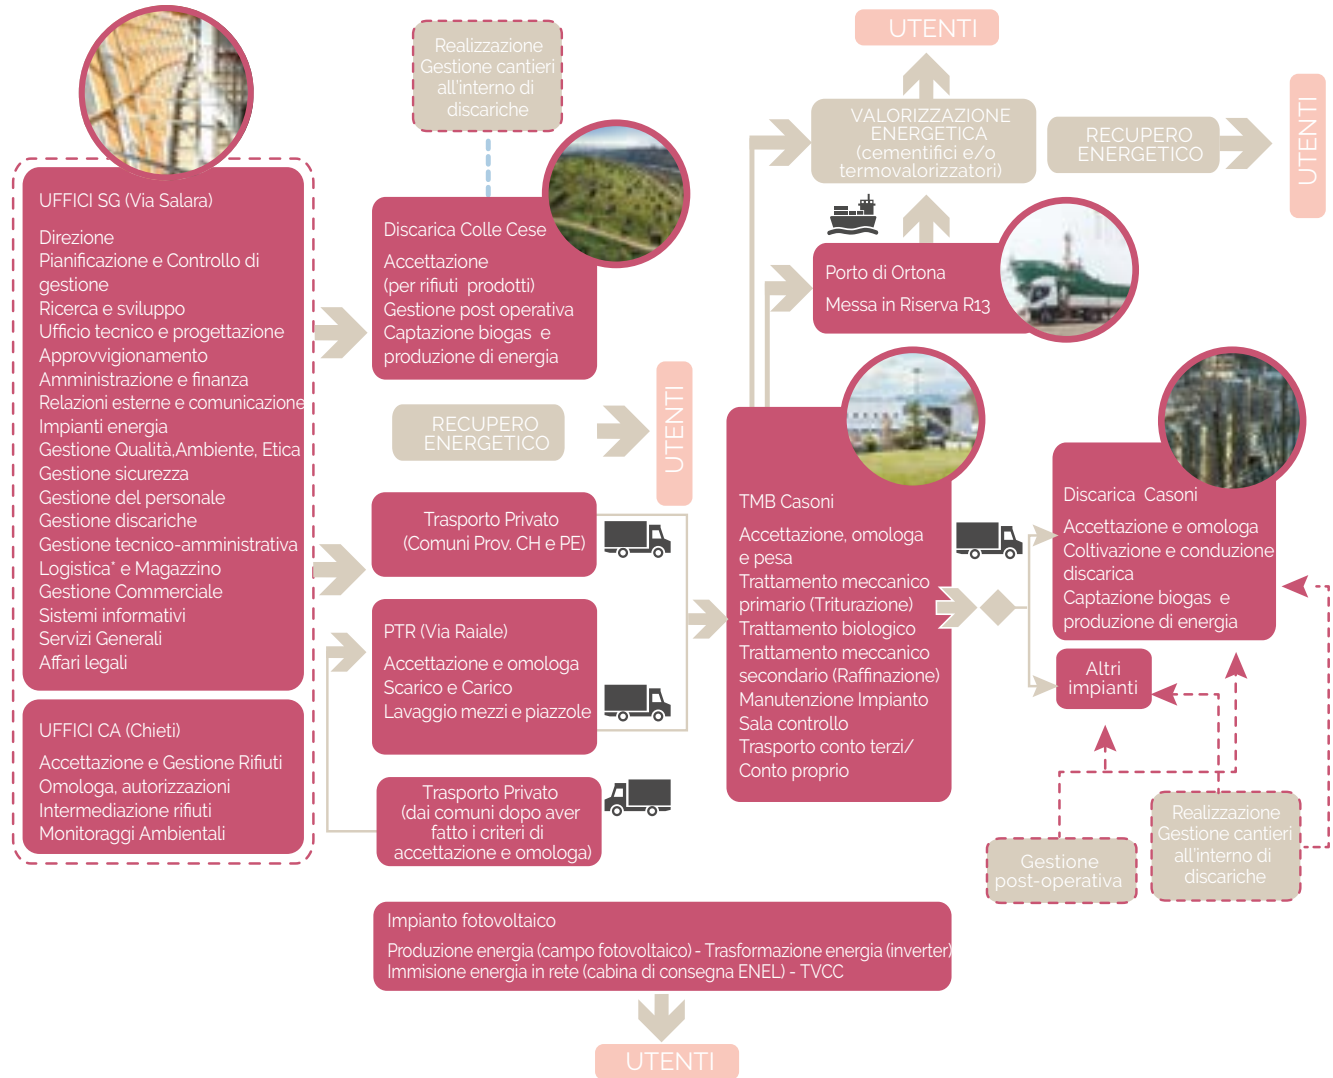 UFFICI SG (Via Salara)
Direzione
Pianificazione e Controllo di
gestione
Ricerca e sviluppo
Ufficio tecnico e progettazione
Approvvigionamento
Amministrazione e finanza
Relazioni esterne e comunicazione
Impianti energia
Gestione Qualità,Ambiente, Etica
Gestione sicurezza
Gestione del personale
Gestione discariche
Gestione tecnico-amministrativa
Logistica* e Magazzino
Gestione Commerciale
Sistemi informativi
Servizi Generali
Affari legali
UFFICI CA (Chieti)
Accettazione e Gestione Rifiuti
Omologa, autorizzazioni
Intermediazione rifiuti
Monitoraggi Ambientali
Realizzazione
Gestione cantieri
all'interno di
discariche
Discarica Colle Cese
Accettazione
(per rifiuti prodotti)
Gestione post operativa
Captazione biogas e
produzione di energia
RECUPERO
ENERGETICO
UTENTI
Trasporto Privato
(Comuni Prov. CH e PE)
PTR (Via Raiale)
Accettazione e omologa
Scarico e Carico
Lavaggio mezzi e piazzole
Trasporto Privato
(dai comuni dopo aver
fatto i criteri di
accettazione e omologa)
UTENTI
VALORIZZAZIONE
ENERGETICA
(cementifici e/o
termovalorizzatori)
RECUPERO
ENERGETICO
UTENTI
Porto di Ortona
Messa in Riserva R13
TMB Casoni
Accettazione, omologa
e pesa
Trattamento meccanico
primario (Triturazione)
Trattamento biologico
Trattamento meccanico
secondario (Raffinazione)
Manutenzione Impianto
Sala controllo
Trasporto conto terzi/
Conto proprio
Discarica Casoni
Accettazione e omologa
Coltivazione e conduzione
discarica
Captazione biogas e
produzione di energia
Altri
impianti
Gestione
post-operativa
Realizzazione
Gestione cantieri
all'interno di
discariche
Impianto fotovoltaico
Produzione energia (campo fotovoltaico) - Trasformazione energia (inverter)
Immisione energia in rete (cabina di consegna ENEL) - TVCC
UTENTI